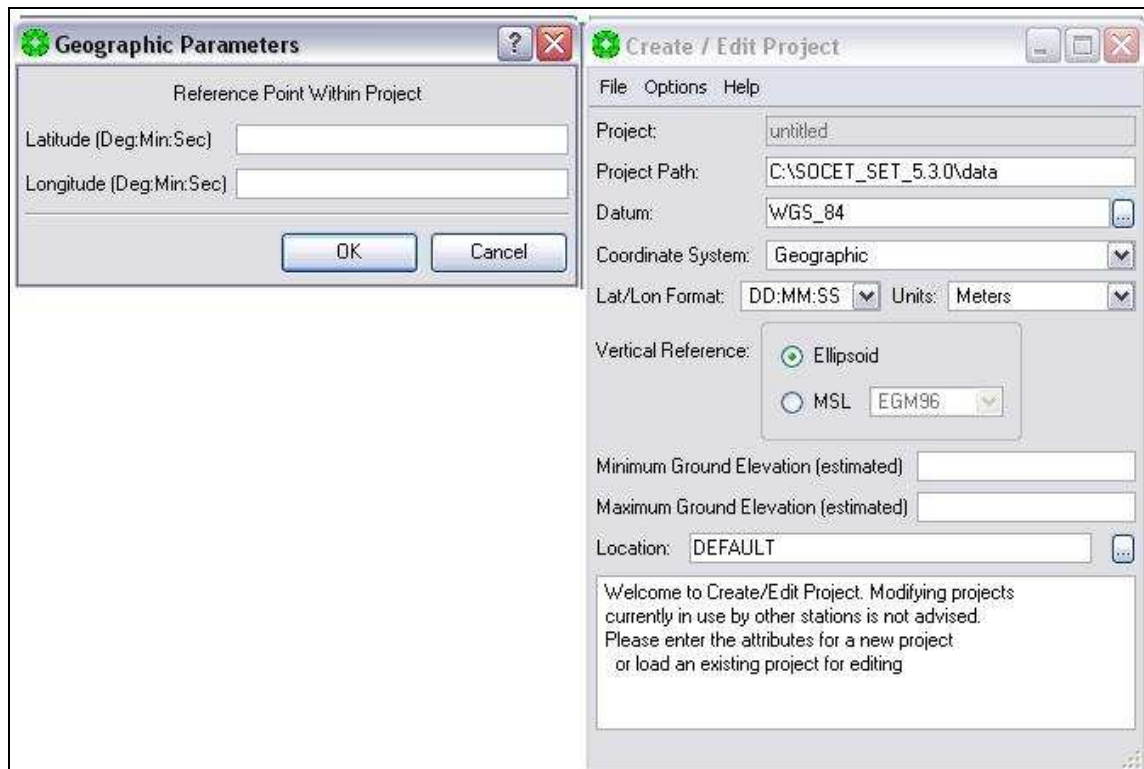 Geographic Parameters
Reference Point Within Project
Latitude (Deg:Min:Sec)
Longitude (Deg:Min:Sec)
OK Cancel
Create / Edit Project
File Options Help
Project: untitled
Project Path: C:\SOCET_SET_5.3.0\data
Datum: WGS_84 ...
Coordinate System: Geographic
Lat/Lon Format: DD:MM:SS Units: Meters
Vertical Reference: Ellipsoid
MSL EGM96
Minimum Ground Elevation (estimated)
Maximum Ground Elevation (estimated)
Location: DEFAULT ...
Welcome to Create/Edit Project. Modifying projects
currently in use by other stations is not advised.
Please enter the attributes for a new project
or load an existing project for editing